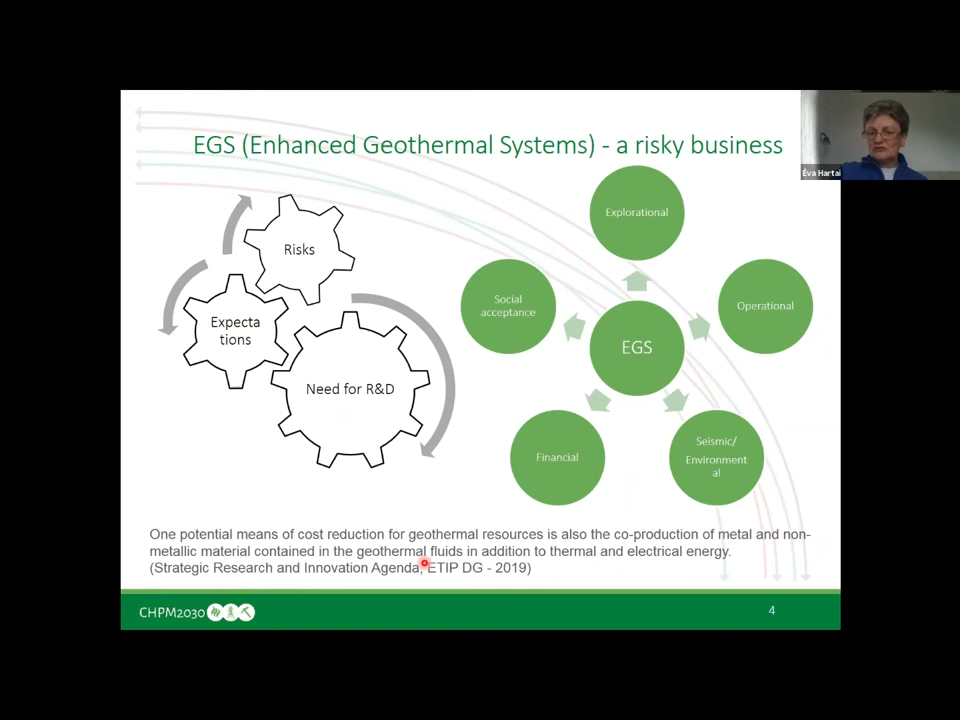 EGS (Enhanced Geothermal Systems) - a risky business
Éva Hartai
Risks
Expecta
tions
Need for R&D
Explorational
Social
acceptance
Operational
EGS
Financial
Seismic/
Environment
al
One potential means of cost reduction for geothermal resources is also the co-production of metal and non-
metallic material contained in the geothermal fluids in addition to thermal and electrical energy.
(Strategic Research and Innovation Agenda, ETIP DG - 2019)
CHPM2030
4